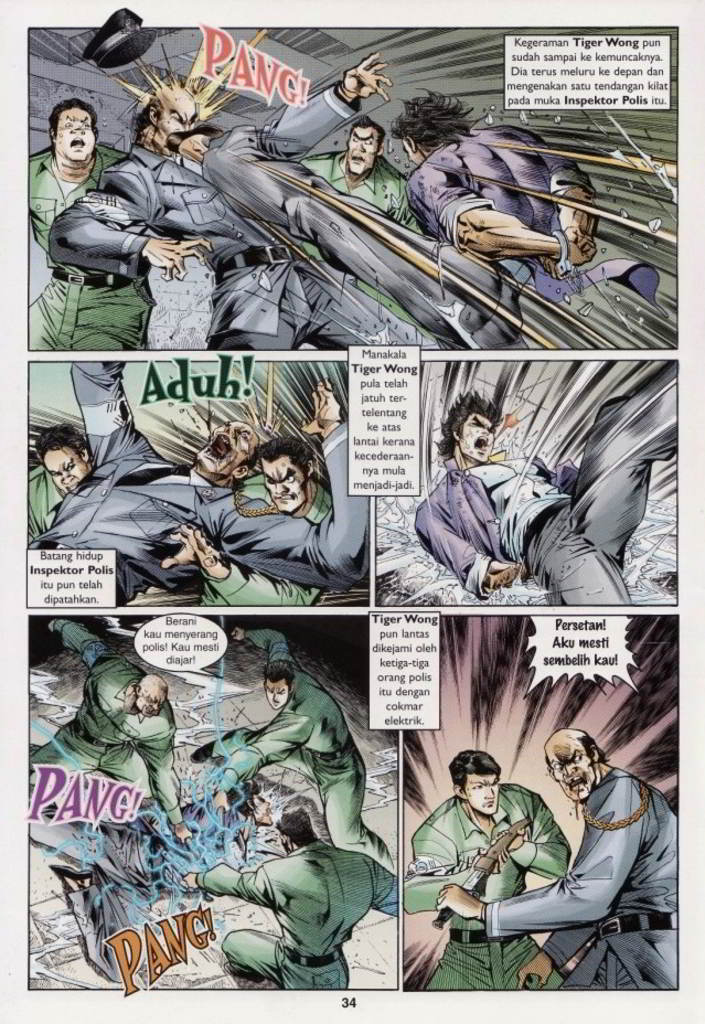 PANG!
Kegeraman Tiger Wong pun
sudah sampai ke kemuncaknya.
Dia terus meluru ke depan dan
mengenakan satu tendangan kilat
pada muka Inspektor Polis itu.
Aduh!
Batang hidup
Inspektor Polis
itu pun telah
dipatahkan.
Manakala
Tiger Wong
pula telah
jatuh ter-
telentang
ke atas
lantai kerana
kecederaan-
nya mula
menjadi-jadi.
Berani
kau menyerang
polis! Kau mesti
diajar!
PANG!
PANG!
Tiger Wong
pun lantas
dikejami oleh
ketiga-tiga
orang polis
itu dengan
cokmar
elektrik.
Persetan!
Aku mesti
sembelih kau!
34